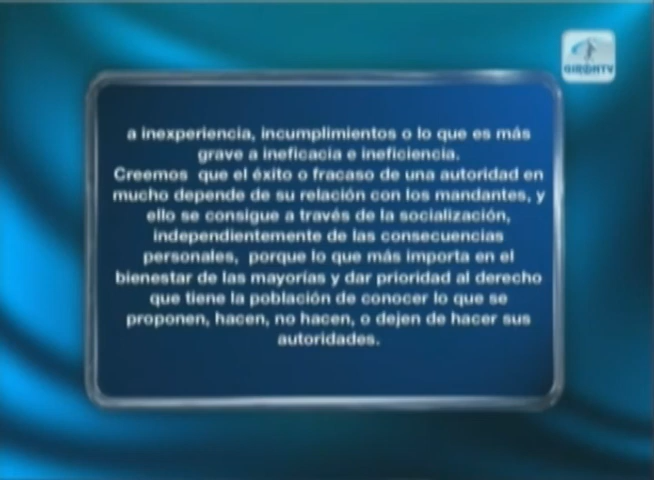 GIRÓNTV
a inexperiencia, incumplimientos o lo que es más
grave a ineficacia e ineficiencia.
Creemos que el éxito o fracaso de una autoridad en
mucho depende de su relación con los mandantes, y
ello se consigue a través de la socialización,
independientemente de las consecuencias
personales, porque lo que más importa en el
bienestar de las mayorías y dar prioridad al derecho
que tiene la población de conocer lo que se
proponen, hacen, no hacen, o dejen de hacer sus
autoridades.